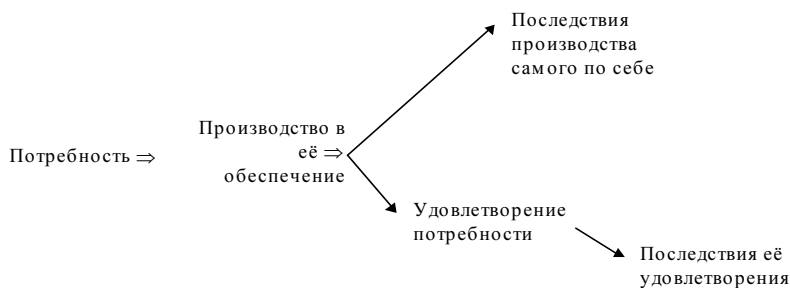 Последствия
производства
самого по себе
Потребность ⇒
Производство в
её ⇒
обеспечение
Удовлетворение
потребности
Последствия её
удовлетворения